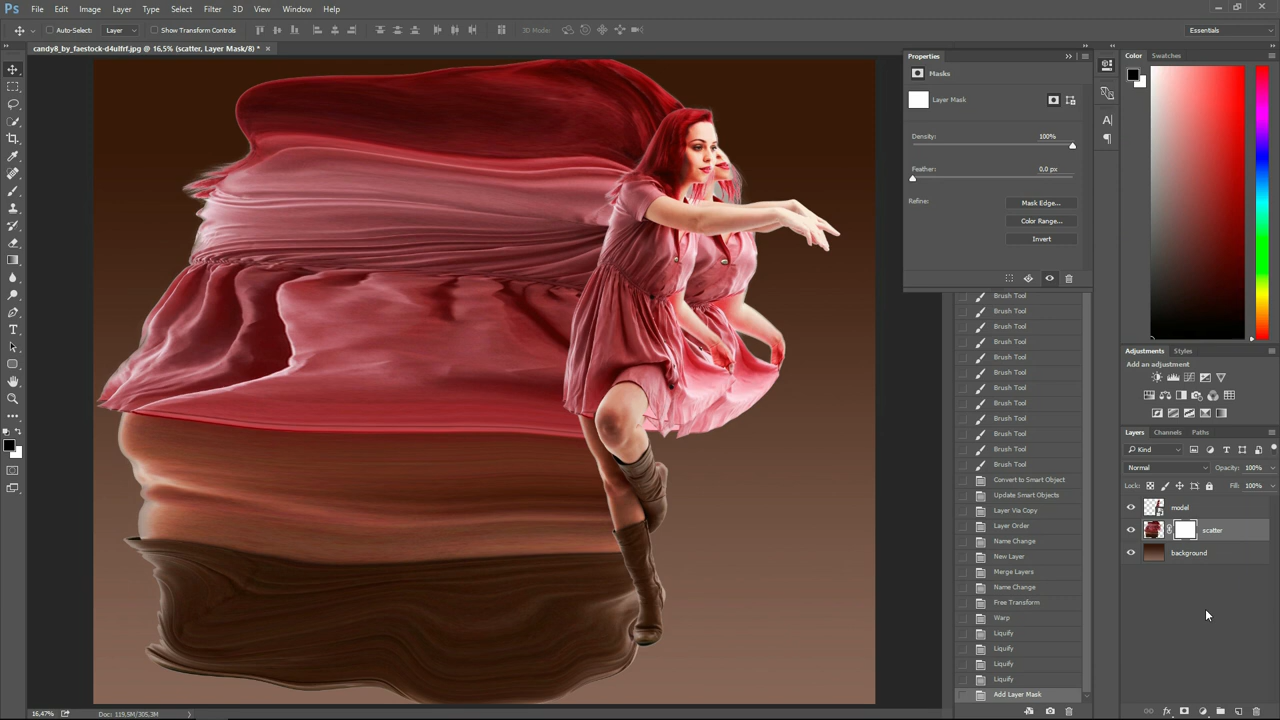 Ps File Edit Image Layer Type Select Filter 3D View Window Help
Auto-Select: Layer Show Transform Controls 3D Mode: Essentials
candy8_by_faestock-d4ulfrf.jpg @ 16,5% (scatter, Layer Mask/8) *
Properties
Masks
Layer Mask
Density: 100%
Feather: 0.0 px
Refine: Mask Edge...
Color Range...
Invert
Brush Tool
Brush Tool
Brush Tool
Brush Tool
Brush Tool
Brush Tool
Brush Tool
Brush Tool
Brush Tool
Brush Tool
Brush Tool
Brush Tool
Convert to Smart Object
Update Smart Objects
Layer Via Copy
Layer Order
Name Change
New Layer
Merge Layers
Name Change
Free Transform
Warp
Liquify
Liquify
Liquify
Liquify
Add Layer Mask
Color Swatches
Adjustments Styles
Add an adjustment
Layers Channels Paths
Kind
Normal Opacity: 100%
Lock: Fill: 100%
model
scatter
background
16,47% Doc: 119,5M/305,3M